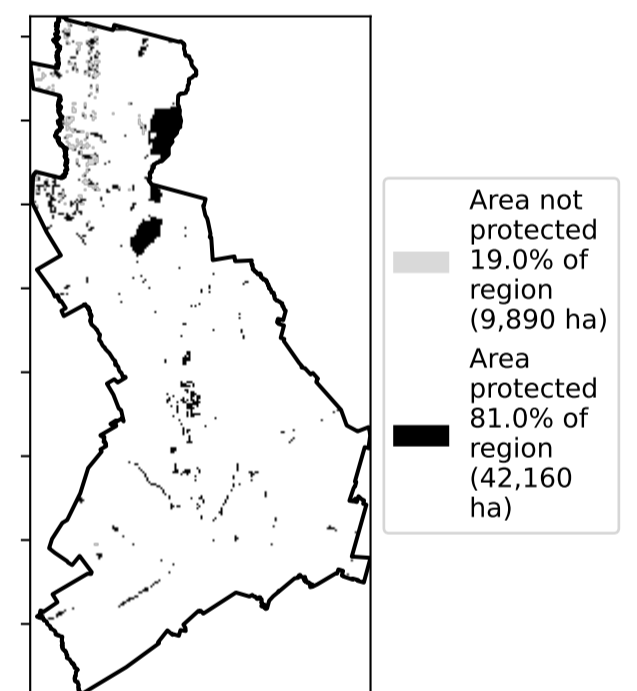 Area not
protected
19.0% of
region
(9,890 ha)
Area
protected
81.0% of
region
(42,160
ha)